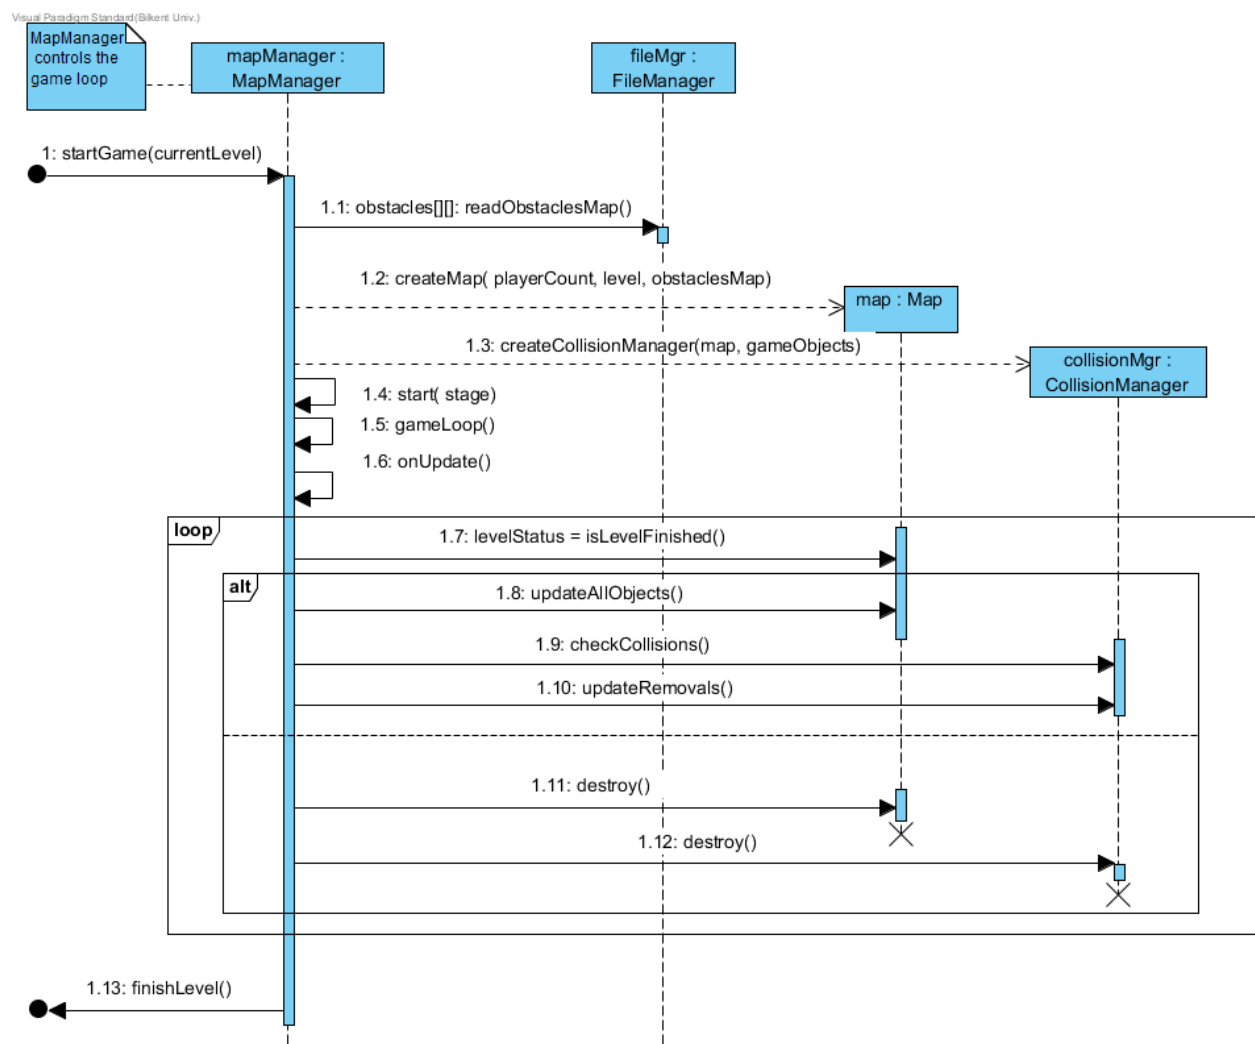 Visual Paradigm Standard(Bilkent Univ.)
MapManager
controls the
game loop
mapManager :
MapManager
fileMgr :
FileManager
1: startGame(currentLevel)
1.1: obstacles[][]: readObstaclesMap()
1.2: createMap( playerCount, level, obstaclesMap)
map : Map
1.3: createCollisionManager(map, gameObjects)
collisionMgr :
CollisionManager
1.4: start( stage)
1.5: gameLoop()
1.6: onUpdate()
loop
1.7: levelStatus = isLevelFinished()
alt
1.8: updateAllObjects()
1.9: checkCollisions()
1.10: updateRemovals()
1.11: destroy()
1.12: destroy()
1.13: finishLevel()